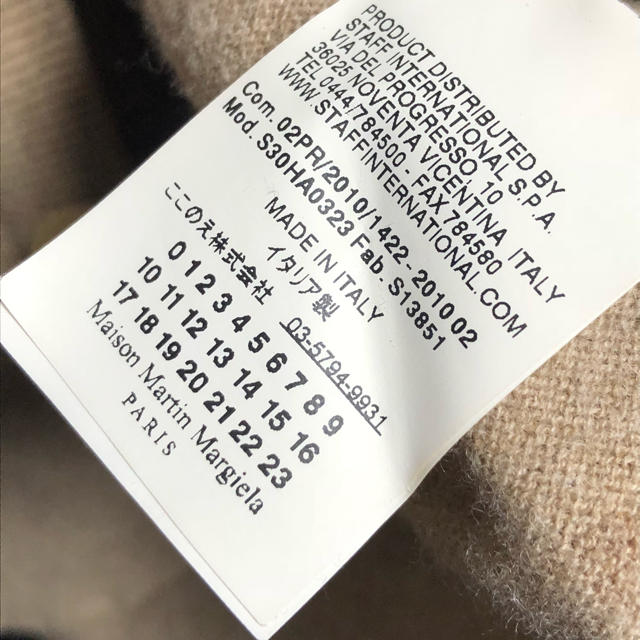 PRODUCT DISTRIBUTED BY
STAFF INTERNATIONAL S.P.A.
VIA DEL PROGRESSO, 10
36025 NOVENTA VICENTINA ITALY
TEL 0444,784500 - FAX 784580
WWW.STAFFINTERNATIONAL.COM
Com. 02PR/2010/1422 - 2010 02
Mod. S30HA0323 Fab. S13851
MADE IN ITALY
イタリア製
ここのえ株式会社 03-5794-9931
0 1 2 3 4 5 6 7 8 9
10 11 12 13 14 15 16
17 18 19 20 21 22 23
Maison Martin Margiela
PARIS